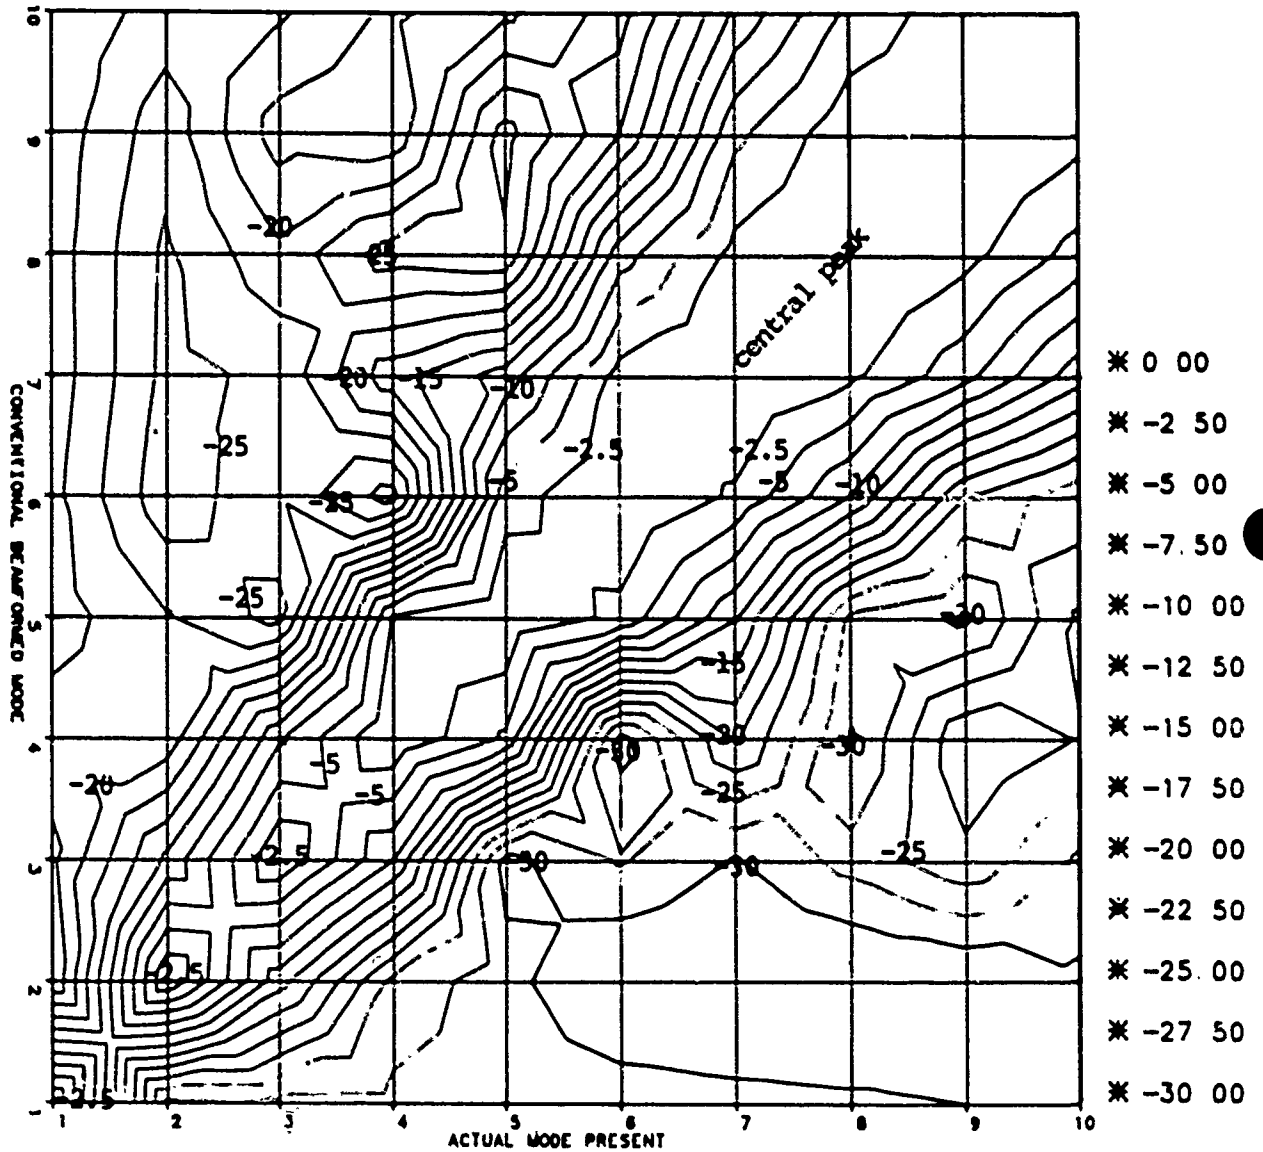 10
9
8
7
6
5
4
3
2
1
CONVENTIONAL BEAMFORMED MODE
-20
central peak
-20
-15
-10
-25
-2.5
-2.5
-5
-5
-10
-25
-25
-30
-15
-20
-30
-30
-5
-20
-5
-25
-2.5
-30
-30
-25
-2.5
-2.5
1 2 3 4 5 6 7 8 9 10
ACTUAL MODE PRESENT
ж 0 00
ж -2 50
ж -5 00
ж -7.50
ж -10 00
ж -12 50
ж -15 00
ж -17 50
ж -20 00
ж -22 50
ж -25.00
ж -27 50
ж -30 00